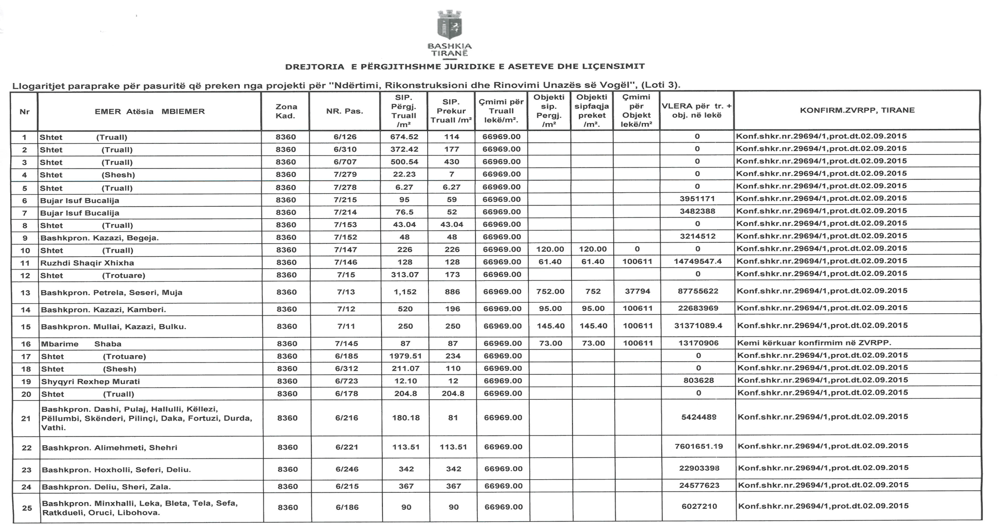 BASHKIA
TIRANË
DREJTORIA E PËRGJITHSHME JURIDIKE E ASETEVE DHE LIÇENSIMIT
Llogaritjet paraprake për pasuritë që preken nga projekti për "Ndërtimi, Rikonstruksioni dhe Rinovimi Unazës së Vogël", (Loti 3).
Nr EMER Atësia MBIEMER Zona Kad. NR. Pas. SIP. Përgj. Truall /m² SIP. Prekur Truall /m² Çmimi për Truall lekë/m². Objekti sip. Pergj. /m² Objekti sipfaqja preket /m². Çmimi për Objekt lekë/m² VLERA për tr. + obj. në lekë KONFIRM.ZVRPP, TIRANE
1 Shtet (Truall) 8360 6/126 674.52 114 66969.00 0 Konf.shkr.nr.29694/1,prot.dt.02.09.2015
2 Shtet (Truall) 8360 6/310 372.42 177 66969.00 0 Konf.shkr.nr.29694/1,prot.dt.02.09.2015
3 Shtet (Truall) 8360 6/707 500.54 430 66969.00 0 Konf.shkr.nr.29694/1,prot.dt.02.09.2015
4 Shtet (Shesh) 8360 7/279 22.23 7 66969.00 0 Konf.shkr.nr.29694/1,prot.dt.02.09.2015
5 Shtet (Truall) 8360 7/278 6.27 6.27 66969.00 0 Konf.shkr.nr.29694/1,prot.dt.02.09.2015
6 Bujar Isuf Bucalija 8360 7/215 95 59 66969.00 3951171 Konf.shkr.nr.29694/1,prot.dt.02.09.2015
7 Bujar Isuf Bucalija 8360 7/214 76.5 52 66969.00 3482388 Konf.shkr.nr.29694/1,prot.dt.02.09.2015
8 Shtet (Truall) 8360 7/153 43.04 43.04 66969.00 0 Konf.shkr.nr.29694/1,prot.dt.02.09.2015
9 Bashkpron. Kazazi, Begeja. 8360 7/152 48 48 66969.00 3214512 Konf.shkr.nr.29694/1,prot.dt.02.09.2015
10 Shtet (Truall) 8360 7/147 226 226 66969.00 120.00 120.00 0 0 Konf.shkr.nr.29694/1,prot.dt.02.09.2015
11 Ruzhdi Shaqir Xhixha 8360 7/146 128 128 66969.00 61.40 61.40 100611 14749547.4 Konf.shkr.nr.29694/1,prot.dt.02.09.2015
12 Shtet (Trotuare) 8360 7/15 313.07 173 66969.00 0 Konf.shkr.nr.29694/1,prot.dt.02.09.2015
13 Bashkpron. Petrela, Seseri, Muja 8360 7/13 1,152 886 66969.00 752.00 752 37794 87755622 Konf.shkr.nr.29694/1,prot.dt.02.09.2015
14 Bashkpron. Kazazi, Kamberi. 8360 7/12 520 196 66969.00 95.00 95.00 100611 22683969 Konf.shkr.nr.29694/1,prot.dt.02.09.2015
15 Bashkpron. Mullai, Kazazi, Bulku. 8360 7/11 250 250 66969.00 145.40 145.40 100611 31371089.4 Konf.shkr.nr.29694/1,prot.dt.02.09.2015
16 Mbarime Shaba 8360 7/145 87 87 66969.00 73.00 73.00 100611 13170906 Kemi kërkuar konfirmim në ZVRPP.
17 Shtet (Trotuare) 8360 6/185 1979.51 234 66969.00 0 Konf.shkr.nr.29694/1,prot.dt.02.09.2015
18 Shtet (Shesh) 8360 6/312 211.07 110 66969.00 0 Konf.shkr.nr.29694/1,prot.dt.02.09.2015
19 Shyqyri Rexhep Murati 8360 6/723 12.10 12 66969.00 803628 Konf.shkr.nr.29694/1,prot.dt.02.09.2015
20 Shtet (Truall) 8360 6/178 204.8 204.8 66969.00 0 Konf.shkr.nr.29694/1,prot.dt.02.09.2015
21 Bashkpron. Dashi, Pulaj, Hallulli, Këllezi,
Pëllumbi, Skënderi, Pilinçi, Daka, Fortuzi, Durda,
Vathi. 8360 6/216 180.18 81 66969.00 5424489 Konf.shkr.nr.29694/1,prot.dt.02.09.2015
22 Bashkpron. Alimehmeti, Shehri 8360 6/221 113.51 113.51 66969.00 7601651.19 Konf.shkr.nr.29694/1,prot.dt.02.09.2015
23 Bashkpron. Hoxholli, Seferi, Deliu. 8360 6/246 342 342 66969.00 22903398 Konf.shkr.nr.29694/1,prot.dt.02.09.2015
24 Bashkpron. Deliu, Sheri, Zala. 8360 6/215 367 367 66969.00 24577623 Konf.shkr.nr.29694/1,prot.dt.02.09.2015
25 Bashkpron. Minxhalli, Leka, Bleta, Tela, Sefa,
Ratkdueli, Oruci, Libohova. 8360 6/186 90 90 66969.00 6027210 Konf.shkr.nr.29694/1,prot.dt.02.09.2015